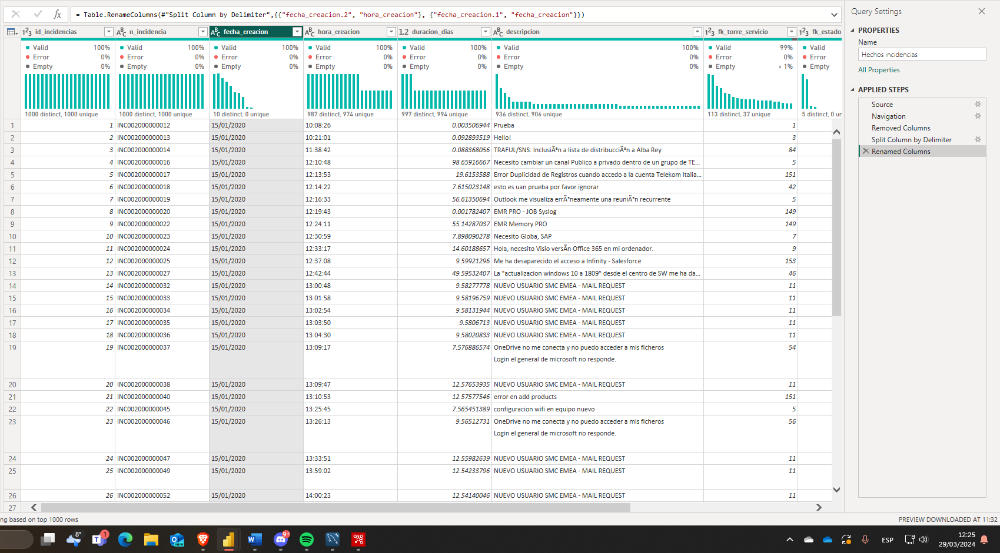 = Table.RenameColumns(#"Split Column by Delimiter",{{"fecha_creacion.2", "hora_creacion"}, {"fecha_creacion.1", "fecha_creacion"}})
id_incidencias n_incidencia fecha_creacion hora_creacion duracion_dias descripcion fk_torre_servicio fk_estado_
Valid 100% Valid 100% Valid 100% Valid 100% Valid 100% Valid 100% Valid 99% Valid
Error 0% Error 0% Error 0% Error 0% Error 0% Error 0% Error 0% Error
Empty 0% Empty 0% Empty 0% Empty 0% Empty 0% Empty 0% Empty < 1% Empty
1000 distinct, 1000 unique 1000 distinct, 1000 unique 10 distinct, 0 unique 987 distinct, 974 unique 997 distinct, 994 unique 936 distinct, 906 unique 113 distinct, 37 unique 5 distinct, 0 ur
1 1 INC002000000012 15/01/2020 10:08:26 0.003506944 Prueba 1
2 2 INC002000000013 15/01/2020 10:21:01 0.092893519 Hello! 3
3 3 INC002000000014 15/01/2020 11:38:42 0.088368056 TRAFUL/SNS: InclusiÃ³n a lista de distribucciÃ³n a Alba Rey 84
4 4 INC002000000016 15/01/2020 12:10:48 98.65916667 Necesito cambiar un canal Publico a privado dentro de un grupo de TE... 5
5 5 INC002000000017 15/01/2020 12:13:53 19.6153588 Error Duplicidad de Registros cuando accedo a la cuenta Telekom Italia... 151
6 6 INC002000000018 15/01/2020 12:14:22 7.615023148 esto es uan prueba por favor ignorar 42
7 7 INC002000000019 15/01/2020 12:16:33 56.61350694 Outlook me visualiza errÃ³neamente una reuniÃ³n recurrente 5
8 8 INC002000000020 15/01/2020 12:19:43 0.001782407 EMR PRO - JOB Syslog 149
9 9 INC002000000022 15/01/2020 12:24:11 55.14287037 EMR Memory PRO 149
10 10 INC002000000023 15/01/2020 12:30:59 7.898090278 Necesito Globa, SAP 7
11 11 INC002000000024 15/01/2020 12:33:17 14.60188657 Hola, necesito Visio versÃn Office 365 en mi ordenador. 9
12 12 INC002000000025 15/01/2020 12:37:08 9.59921296 Me ha desaparecido el acceso a Infinity - Salesforce 153
13 13 INC002000000027 15/01/2020 12:42:44 49.59532407 La "actualizacion windows 10 a 1809" desde el centro de SW me ha da... 46
14 14 INC002000000032 15/01/2020 13:00:48 9.58277778 NUEVO USUARIO SMC EMEA - MAIL REQUEST 11
15 15 INC002000000033 15/01/2020 13:01:58 9.58196759 NUEVO USUARIO SMC EMEA - MAIL REQUEST 11
16 16 INC002000000034 15/01/2020 13:02:54 9.58131944 NUEVO USUARIO SMC EMEA - MAIL REQUEST 11
17 17 INC002000000035 15/01/2020 13:03:50 9.5806713 NUEVO USUARIO SMC EMEA - MAIL REQUEST 11
18 18 INC002000000036 15/01/2020 13:04:30 9.58020833 NUEVO USUARIO SMC EMEA - MAIL REQUEST 11
19 19 INC002000000037 15/01/2020 13:09:17 7.576886574 OneDrive no me conecta y no puedo acceder a mis ficheros 54
Login el general de microsoft no responde.
20 20 INC002000000038 15/01/2020 13:09:47 12.57653935 NUEVO USUARIO SMC EMEA - MAIL REQUEST 11
21 21 INC002000000040 15/01/2020 13:10:53 12.57577546 error en add products 151
22 22 INC002000000045 15/01/2020 13:25:45 7.565451389 configuracion wifi en equipo nuevo 5
23 23 INC002000000046 15/01/2020 13:26:13 9.56512731 OneDrive no me conecta y no puedo acceder a mis ficheros 56
Login el general de microsoft no responde.
24 24 INC002000000047 15/01/2020 13:33:51 12.55982639 NUEVO USUARIO SMC EMEA - MAIL REQUEST 11
25 25 INC002000000049 15/01/2020 13:59:02 12.54233796 NUEVO USUARIO SMC EMEA - MAIL REQUEST 11
26 26 INC002000000052 15/01/2020 14:00:23 12.54140046 NUEVO USUARIO SMC EMEA - MAIL REQUEST 11
27
Query Settings
PROPERTIES
Name
Hechos incidencias
All Properties
APPLIED STEPS
Source
Navigation
Removed Columns
Split Column by Delimiter
Renamed Columns
ng based on top 1000 rows
PREVIEW DOWNLOADED AT 11:32
8°
1
NEW
9+
ESP
12:25
29/03/2024